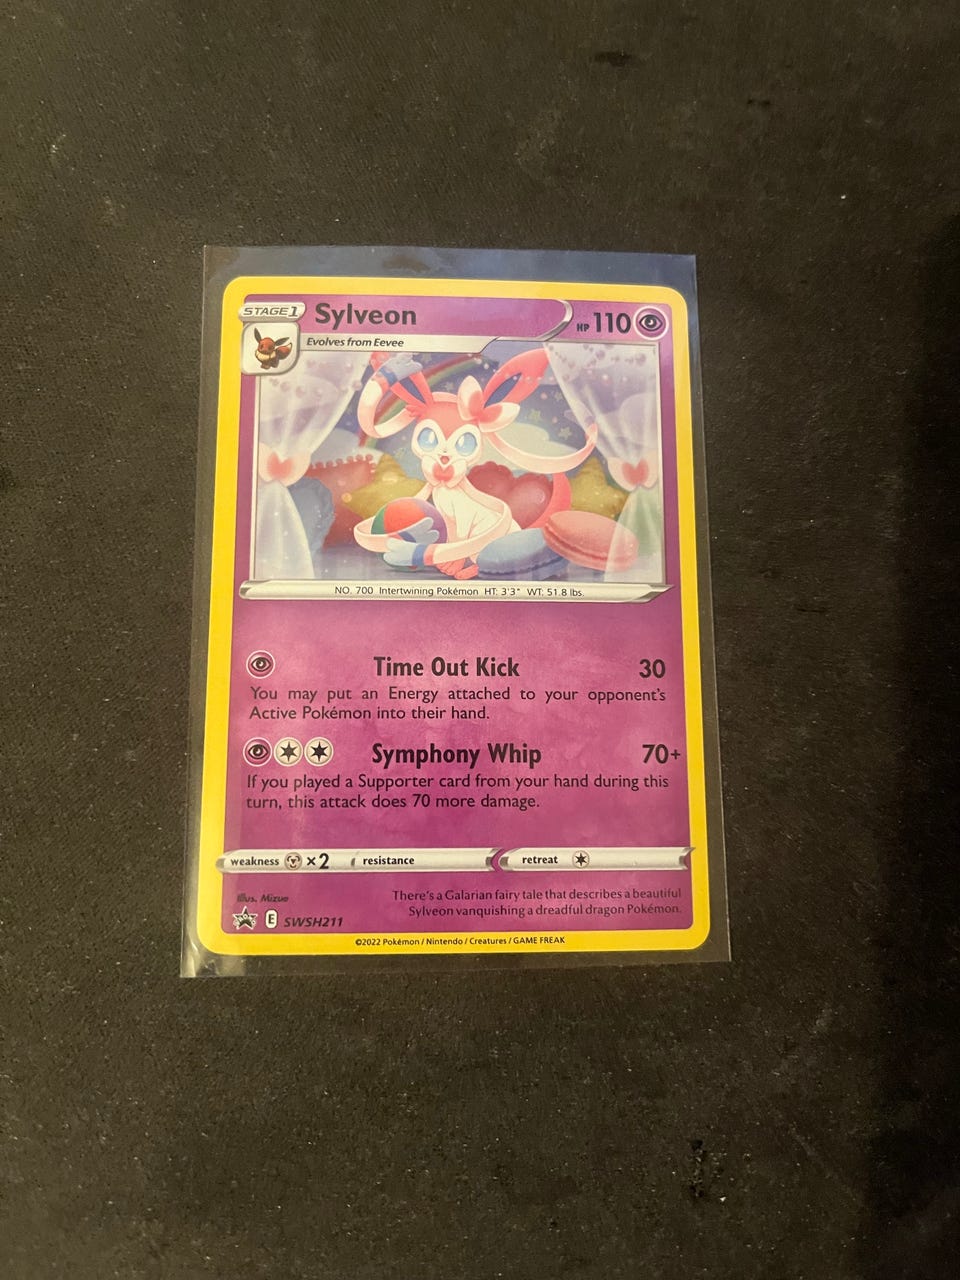 STAGE 1 Sylveon HP 110
Evolves from Eevee
NO. 700 Intertwining Pokémon HT: 3'3" WT: 51.8 lbs.
Time Out Kick 30
You may put an Energy attached to your opponent's
Active Pokémon into their hand.
Symphony Whip 70+
If you played a Supporter card from your hand during this
turn, this attack does 70 more damage.
weakness ×2 resistance retreat
Illus. Mizue
There's a Galarian fairy tale that describes a beautiful
Sylveon vanquishing a dreadful dragon Pokémon.
E SWSH211
©2022 Pokémon / Nintendo / Creatures / GAME FREAK